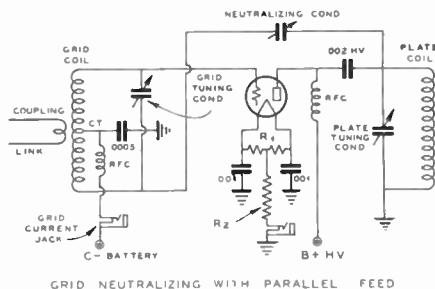 NEUTRALIZING COND
GRID
COIL
.002 HV
PLATE
COIL
GRID
TUNING
COND
RFC
COUPLING
LINK
CT
.0005
R1
PLATE
TUNING
COND
RFC
.001
R2
GRID
CURRENT
JACK
C- BATTERY
B+ HV
GRID NEUTRALIZING WITH PARALLEL FEED